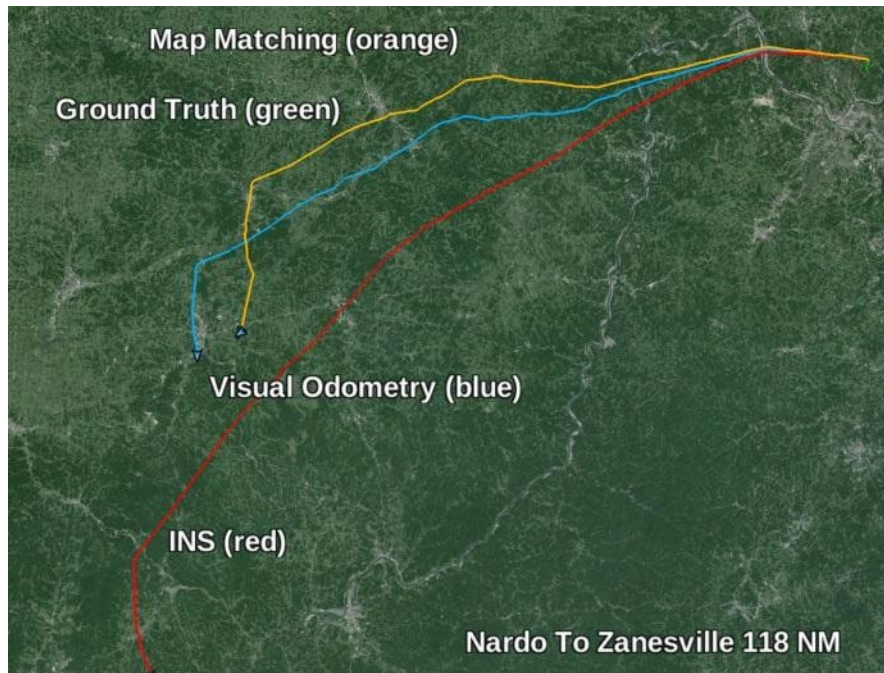 Map Matching (orange)
Ground Truth (green)
Visual Odometry (blue)
INS (red)
Nardo To Zanesville 118 NM